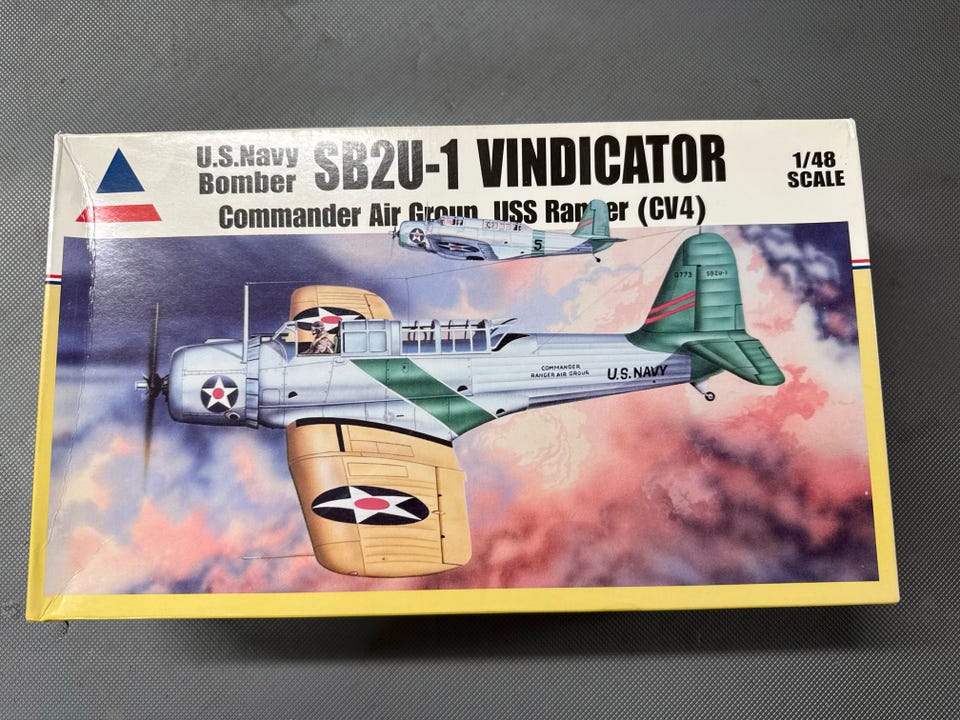 U.S.Navy
Bomber
SB2U-1 VINDICATOR
1/48
SCALE
Commander Air Group, USS Ranger (CV4)
5
0773
SB2U-1
COMMANDER
RANGER AIR GROUP
U.S. NAVY